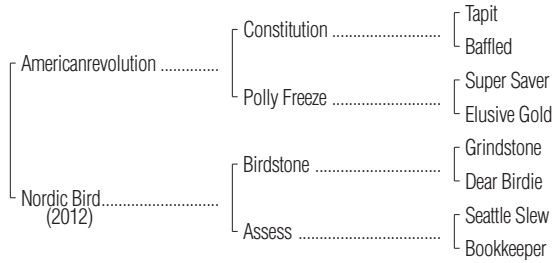 Tapit
Constitution
Baffled
Americanrevolution
Super Saver
Polly Freeze
Elusive Gold
Grindstone
Birdstone
Dear Birdie
Nordic Bird
(2012)
Seattle Slew
Assess
Bookkeeper